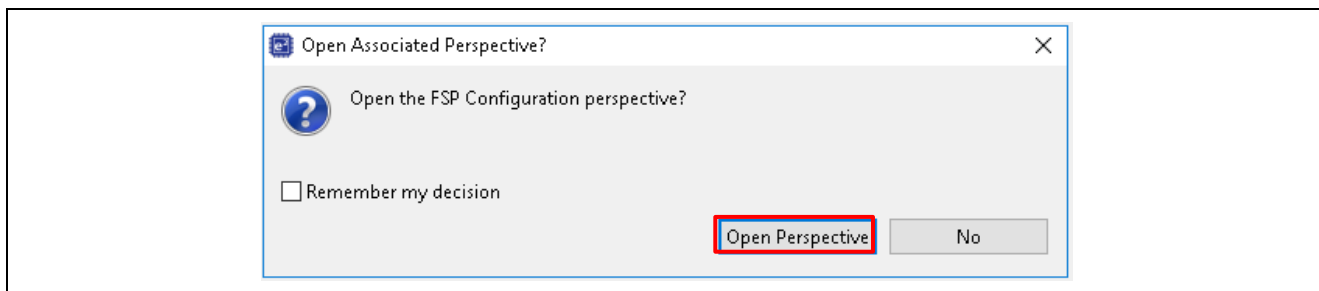 Open Associated Perspective?
Open the FSP Configuration perspective?
Remember my decision
Open Perspective No